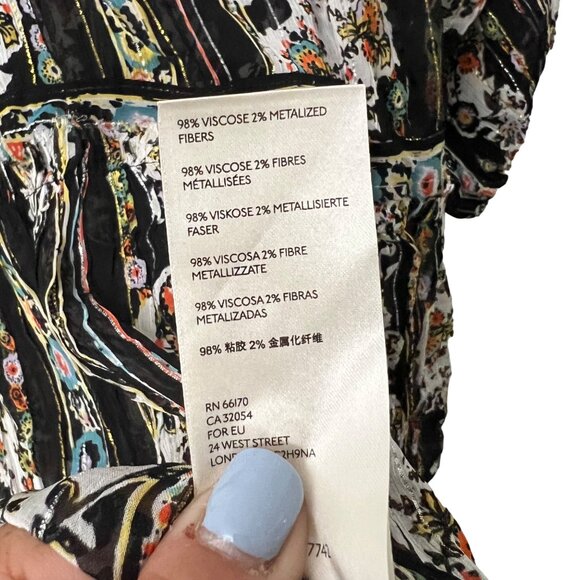 98% VISCOSE 2% METALIZED
FIBERS
98% VISCOSE 2% FIBRES
MÉTALLISÉES
98% VISKOSE 2% METALLISIERTE
FASER
98% VISCOSA 2% FIBRE
METALLIZZATE
98% VISCOSA 2% FIBRAS
METALIZADAS
98% 粘胶 2% 金属化纤维
RN 66170
CA 32054
FOR EU
24 WEST STREET